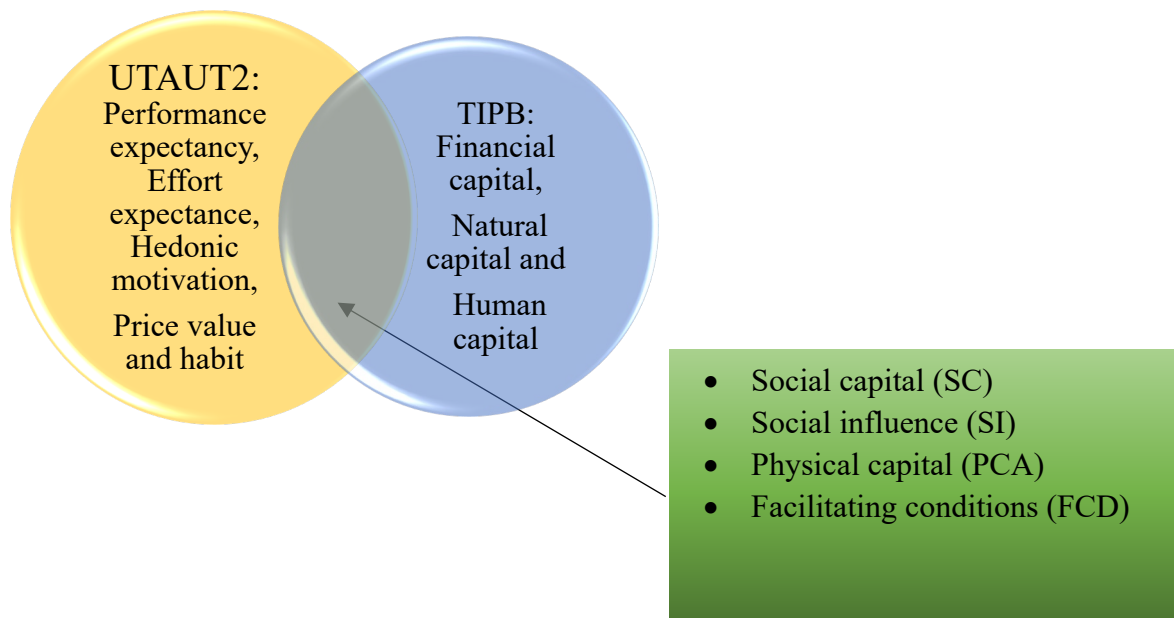 UTAUT2:
Performance
expectancy,
Effort
expectance,
Hedonic
motivation,
Price value
and habit
TIPB:
Financial
capital,
Natural
capital and
Human
capital
• Social capital (SC)
• Social influence (SI)
• Physical capital (PCA)
• Facilitating conditions (FCD)